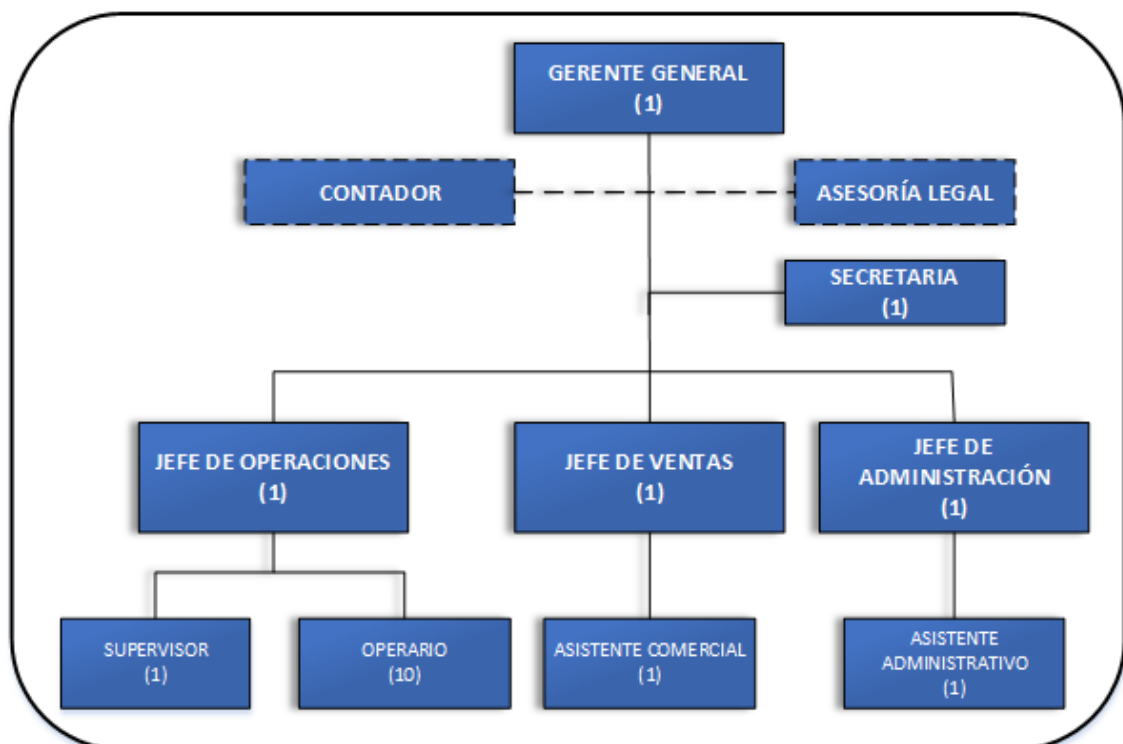 GERENTE GENERAL
(1)
CONTADOR
ASESORÍA LEGAL
SECRETARIA
(1)
JEFE DE OPERACIONES
(1)
JEFE DE VENTAS
(1)
JEFE DE
ADMINISTRACIÓN
(1)
SUPERVISOR
(1)
OPERARIO
(10)
ASISTENTE COMERCIAL
(1)
ASISTENTE
ADMINISTRATIVO
(1)